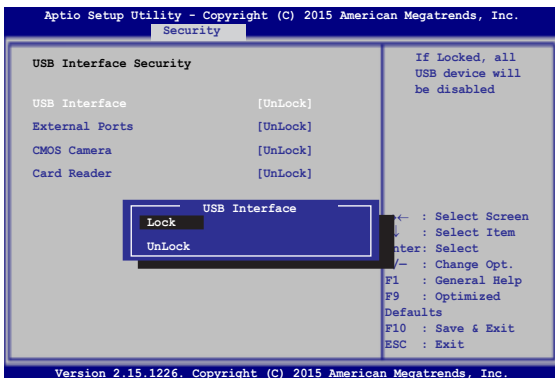 Aptio Setup Utility - Copyright (C) 2015 American Megatrends, Inc.
Security
USB Interface Security
USB Interface [UnLock]
External Ports [UnLock]
CMOS Camera [UnLock]
Card Reader [UnLock]
If Locked, all
USB device will
be disabled
USB Interface
Lock
UnLock
→← : Select Screen
↓ : Select Item
nter: Select
/— : Change Opt.
F1 : General Help
F9 : Optimized
Defaults
F10 : Save & Exit
ESC : Exit
Version 2.15.1226. Copyright (C) 2015 American Megatrends, Inc.